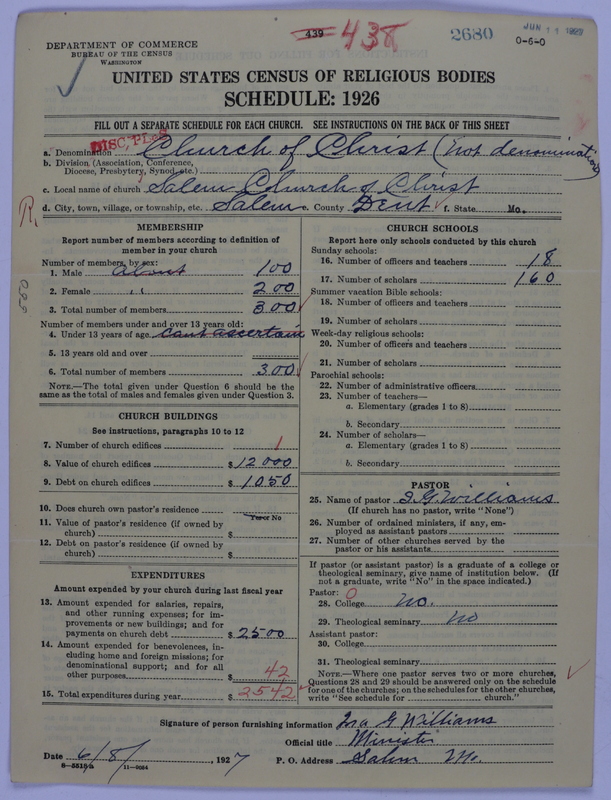 439 438 2680 JUN 11 1927
DEPARTMENT OF COMMERCE 0-6-0
BUREAU OF THE CENSUS
WASHINGTON
UNITED STATES CENSUS OF RELIGIOUS BODIES
SCHEDULE: 1926
FILL OUT A SEPARATE SCHEDULE FOR EACH CHURCH. SEE INSTRUCTIONS ON THE BACK OF THIS SHEET
DISC, PLes
a. Denomination Church of Christ (not denomination)
b. Division (Association, Conference,
Diocese, Presbytery, Synod, etc.)
c. Local name of church Salem Church of Christ
d. City, town, village, or township, etc. Salem e. County Dent f. State Mo.
R.
MEMBERSHIP
Report number of members according to definition of
member in your church
Number of members, by sex:
1. Male About 100
2. Female " 200
3. Total number of members 300
Number of members under and over 13 years old:
4. Under 13 years of age cant ascertain
5. 13 years old and over
6. Total number of members 300
NOTE.—The total given under Question 6 should be
same as the total of males and females given under Question 3.
CHURCH BUILDINGS
See instructions, paragraphs 10 to 12
7. Number of church edifices 1
8. Value of church edifices $12000
9. Debt on church edifices $1050
10. Does church own pastor's residence
Yes or No
11. Value of pastor's residence (if owned by
church) $
12. Debt on pastor's residence (if owned by
church) $
EXPENDITURES
Amount expended by your church during last fiscal year
13. Amount expended for salaries, repairs,
and other running expenses; for im-
provements or new buildings; and for
payments on church debt $2500
14. Amount expended for benevolences, in-
cluding home and foreign missions; for
denominational support; and for all
other purposes $42
15. Total expenditures during year $2542
CHURCH SCHOOLS
Report here only schools conducted by this church
Sunday schools:
16. Number of officers and teachers 18
17. Number of scholars 160
Summer vacation Bible schools:
18. Number of officers and teachers
19. Number of scholars
Week-day religious schools:
20. Number of officers and teachers
21. Number of scholars
Parochial schools:
22. Number of administrative officers
23. Number of teachers—
a. Elementary (grades 1 to 8)
b. Secondary
24. Number of scholars—
a. Elementary (grades 1 to 8)
b. Secondary
PASTOR
25. Name of pastor I. G. Williams
(If church has no pastor, write "None")
26. Number of ordained ministers, if any, em-
ployed as assistant pastors
27. Number of other churches served by the
pastor or his assistants
If pastor (or assistant pastor) is a graduate of a college or
theological seminary, give name of institution below. (If
not a graduate, write "No" in the space indicated.)
Pastor: 0
28. College no.
29. Theological seminary no
Assistant pastor:
30. College
31. Theological seminary
NOTE.—Where one pastor serves two or more churches,
Questions 28 and 29 should be answered only on the schedule
for one of the churches; on the schedules for the other churches,
write "See schedule for church."
Signature of person furnishing information Ira G Williams
Official title Minister
Date 6/8/, 1927 P. O. Address Salem Mo.
8-5515a 11-9034